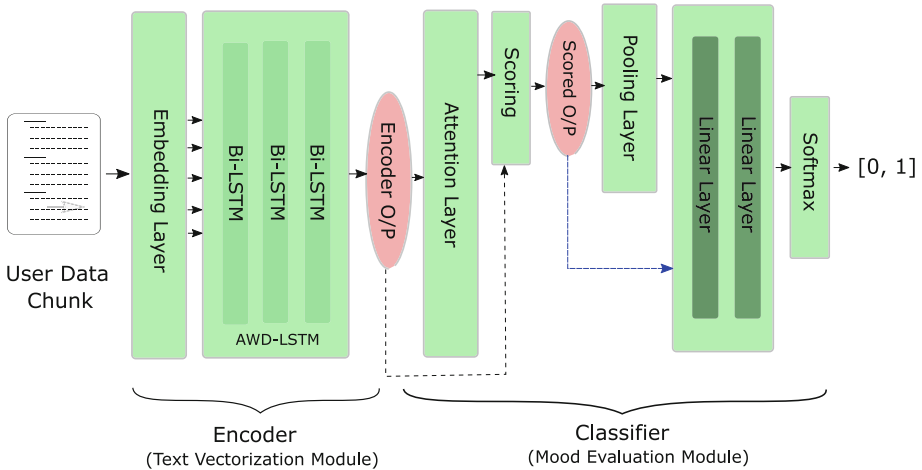 User Data
Chunk
Embedding Layer
Bi-LSTM
Bi-LSTM
Bi-LSTM
AWD-LSTM
Encoder O/P
Attention Layer
Scoring
Scored O/P
Pooling Layer
Linear Layer
Linear Layer
Softmax
[0, 1]
Encoder
(Text Vectorization Module)
Classifier
(Mood Evaluation Module)